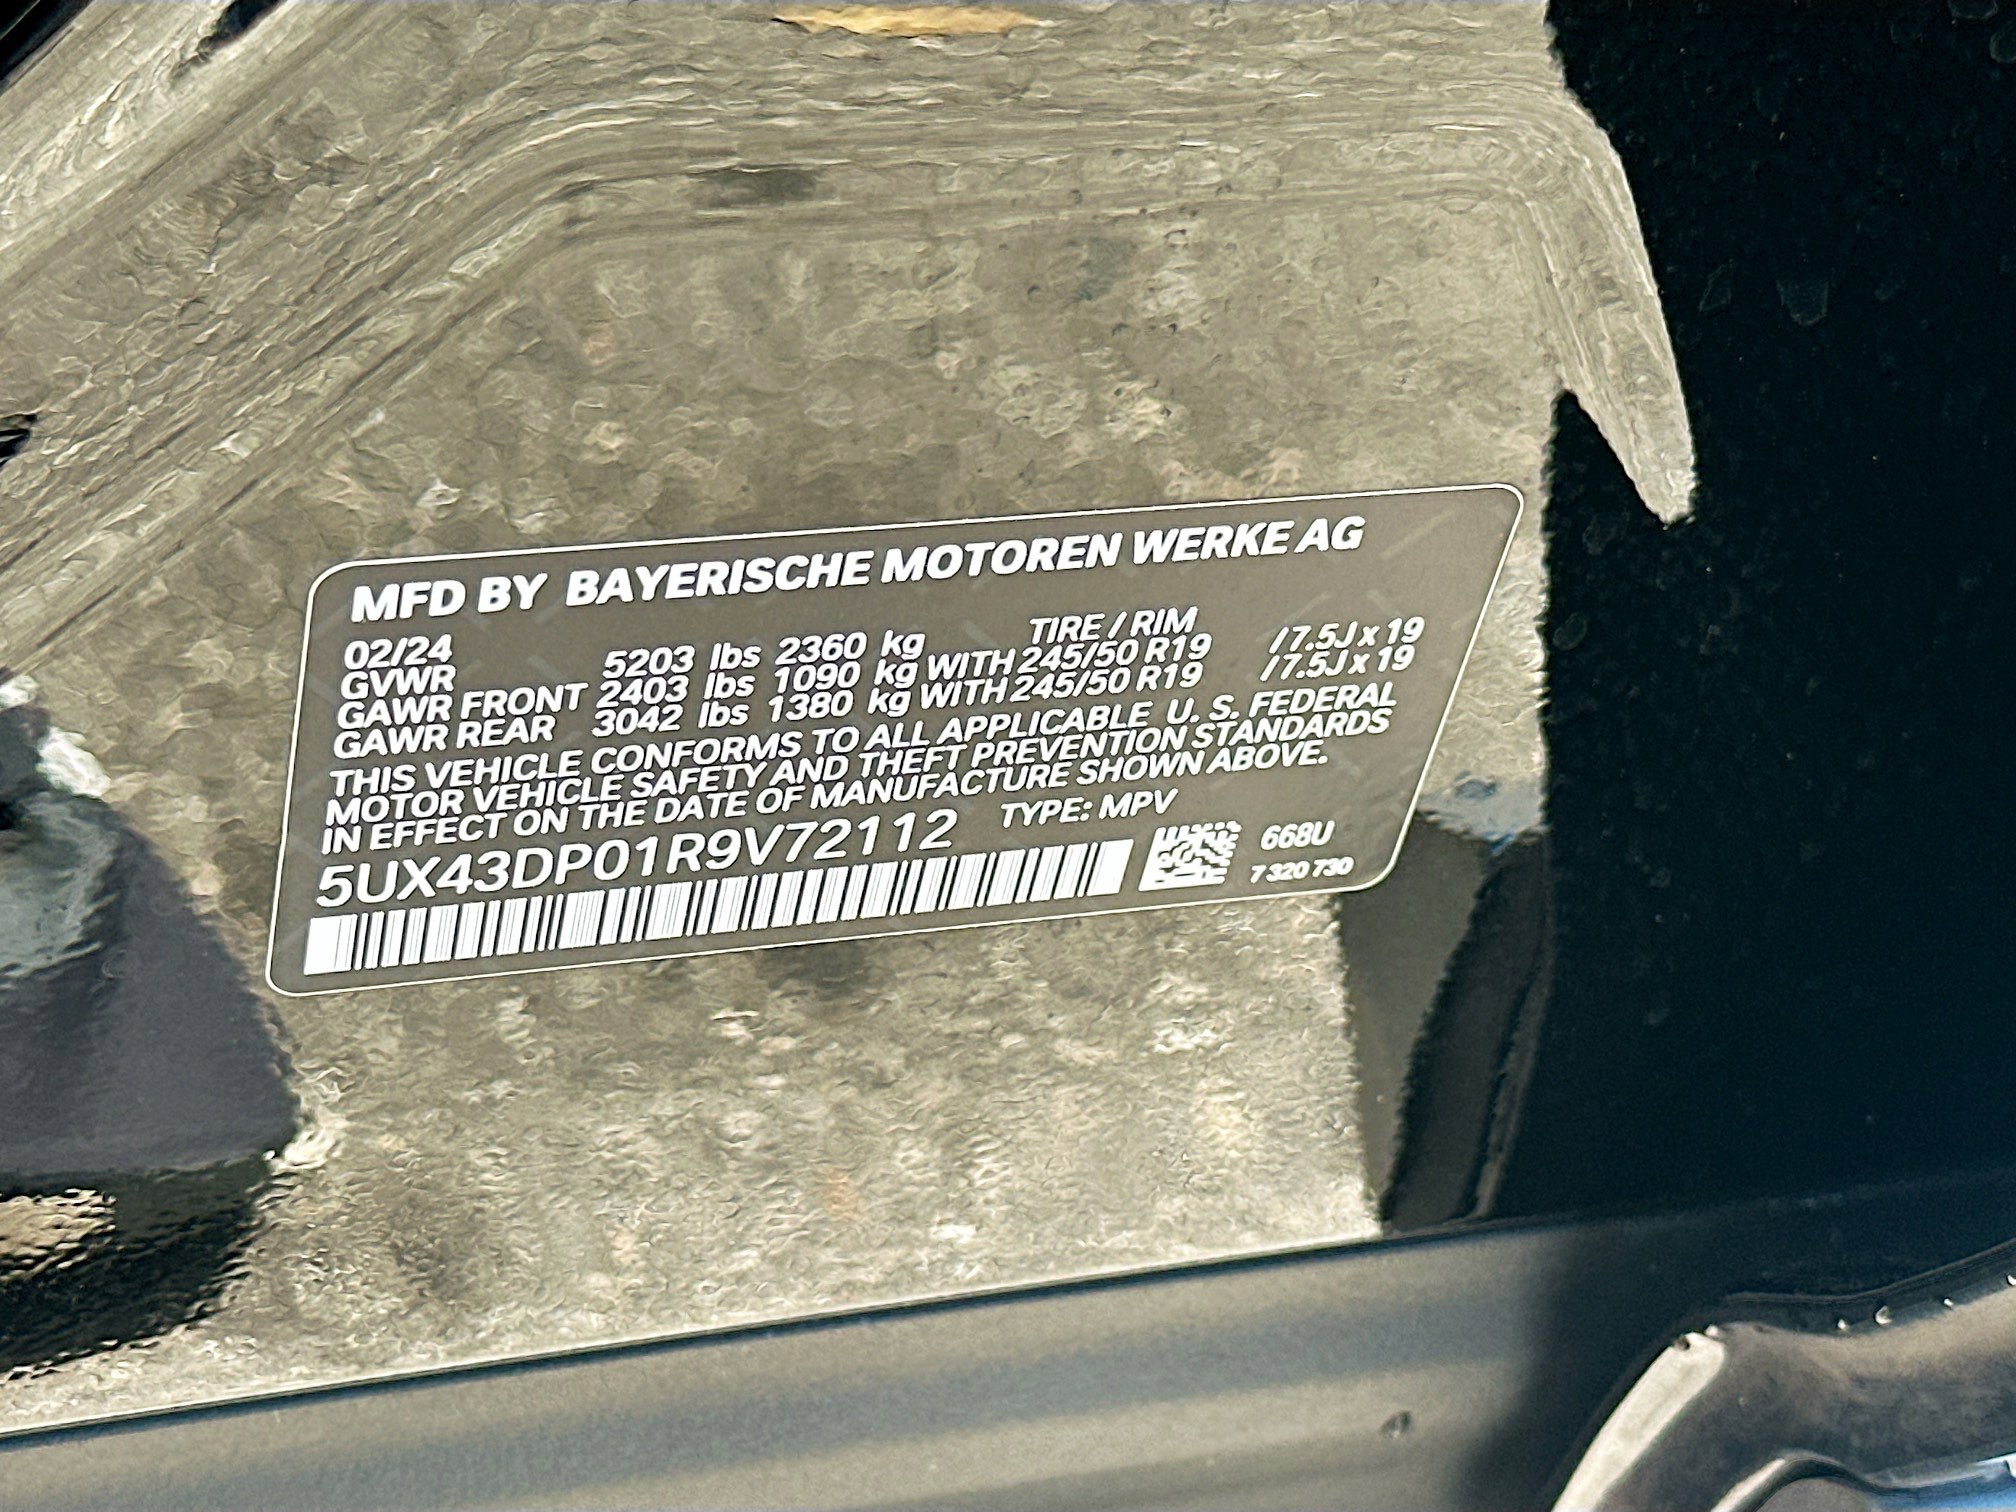 MFD BY BAYERISCHE MOTOREN WERKE AG
02/24 TIRE / RIM
GVWR 5203 lbs 2360 kg
GAWR FRONT 2403 lbs 1090 kg WITH 245/50 R19 /7.5J x 19
GAWR REAR 3042 lbs 1380 kg WITH 245/50 R19 /7.5J x 19
THIS VEHICLE CONFORMS TO ALL APPLICABLE U. S. FEDERAL
MOTOR VEHICLE SAFETY AND THEFT PREVENTION STANDARDS
IN EFFECT ON THE DATE OF MANUFACTURE SHOWN ABOVE.
5UX43DP01R9V72112 TYPE: MPV
668U
7 320 730